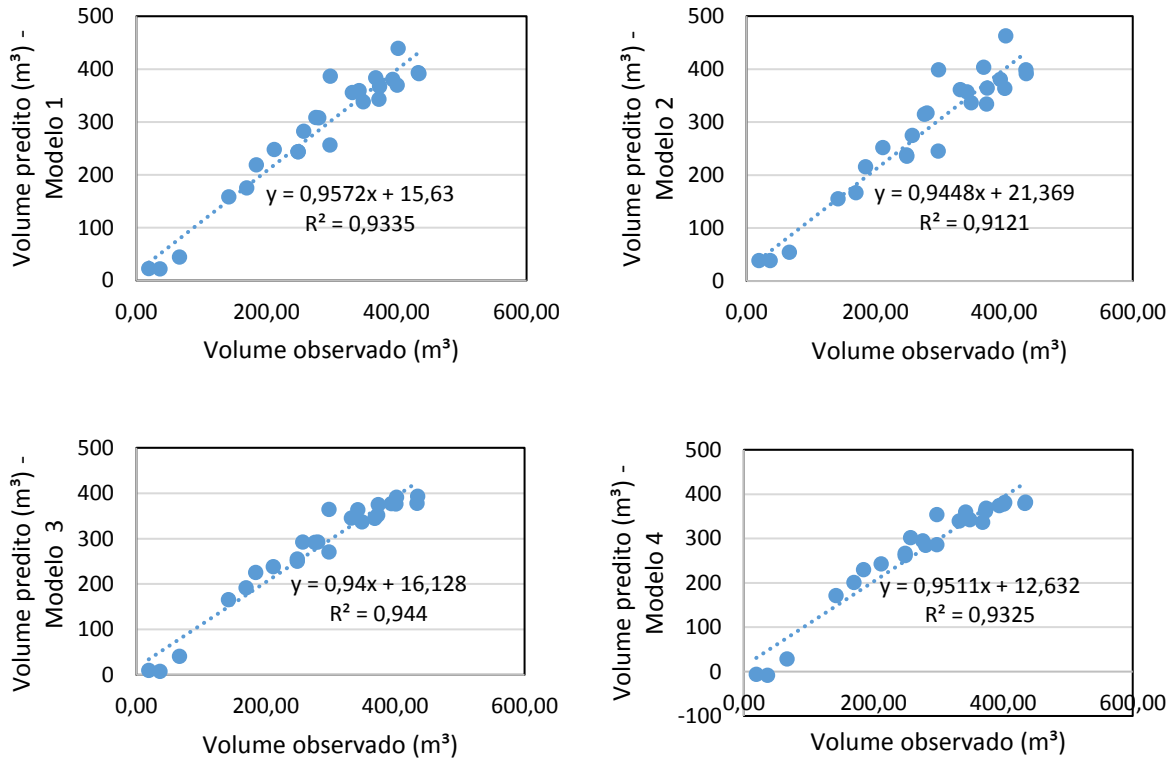 Volume predito (m³) -
Modelo 1
500
400
300
200
100
0
y = 0,9572x + 15,63
R² = 0,9335
0,00 200,00 400,00 600,00
Volume observado (m³)
Volume predito (m³) -
Modelo 2
500
400
300
200
100
0
y = 0,9448x + 21,369
R² = 0,9121
0,00 200,00 400,00 600,00
Volume observado (m³)
Volume predito (m³) -
Modelo 3
500
400
300
200
100
0
y = 0,94x + 16,128
R² = 0,944
0,00 200,00 400,00 600,00
Volume observado (m³)
Volume predito (m³) -
Modelo 4
500
400
300
200
100
0
-100
y = 0,9511x + 12,632
R² = 0,9325
0,00 200,00 400,00 600,00
Volume observado (m³)